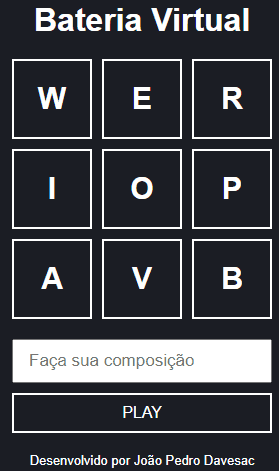 Bateria Virtual
W E R
I O P
A V B
Faça sua composição
PLAY
Desenvolvido por João Pedro Davesac